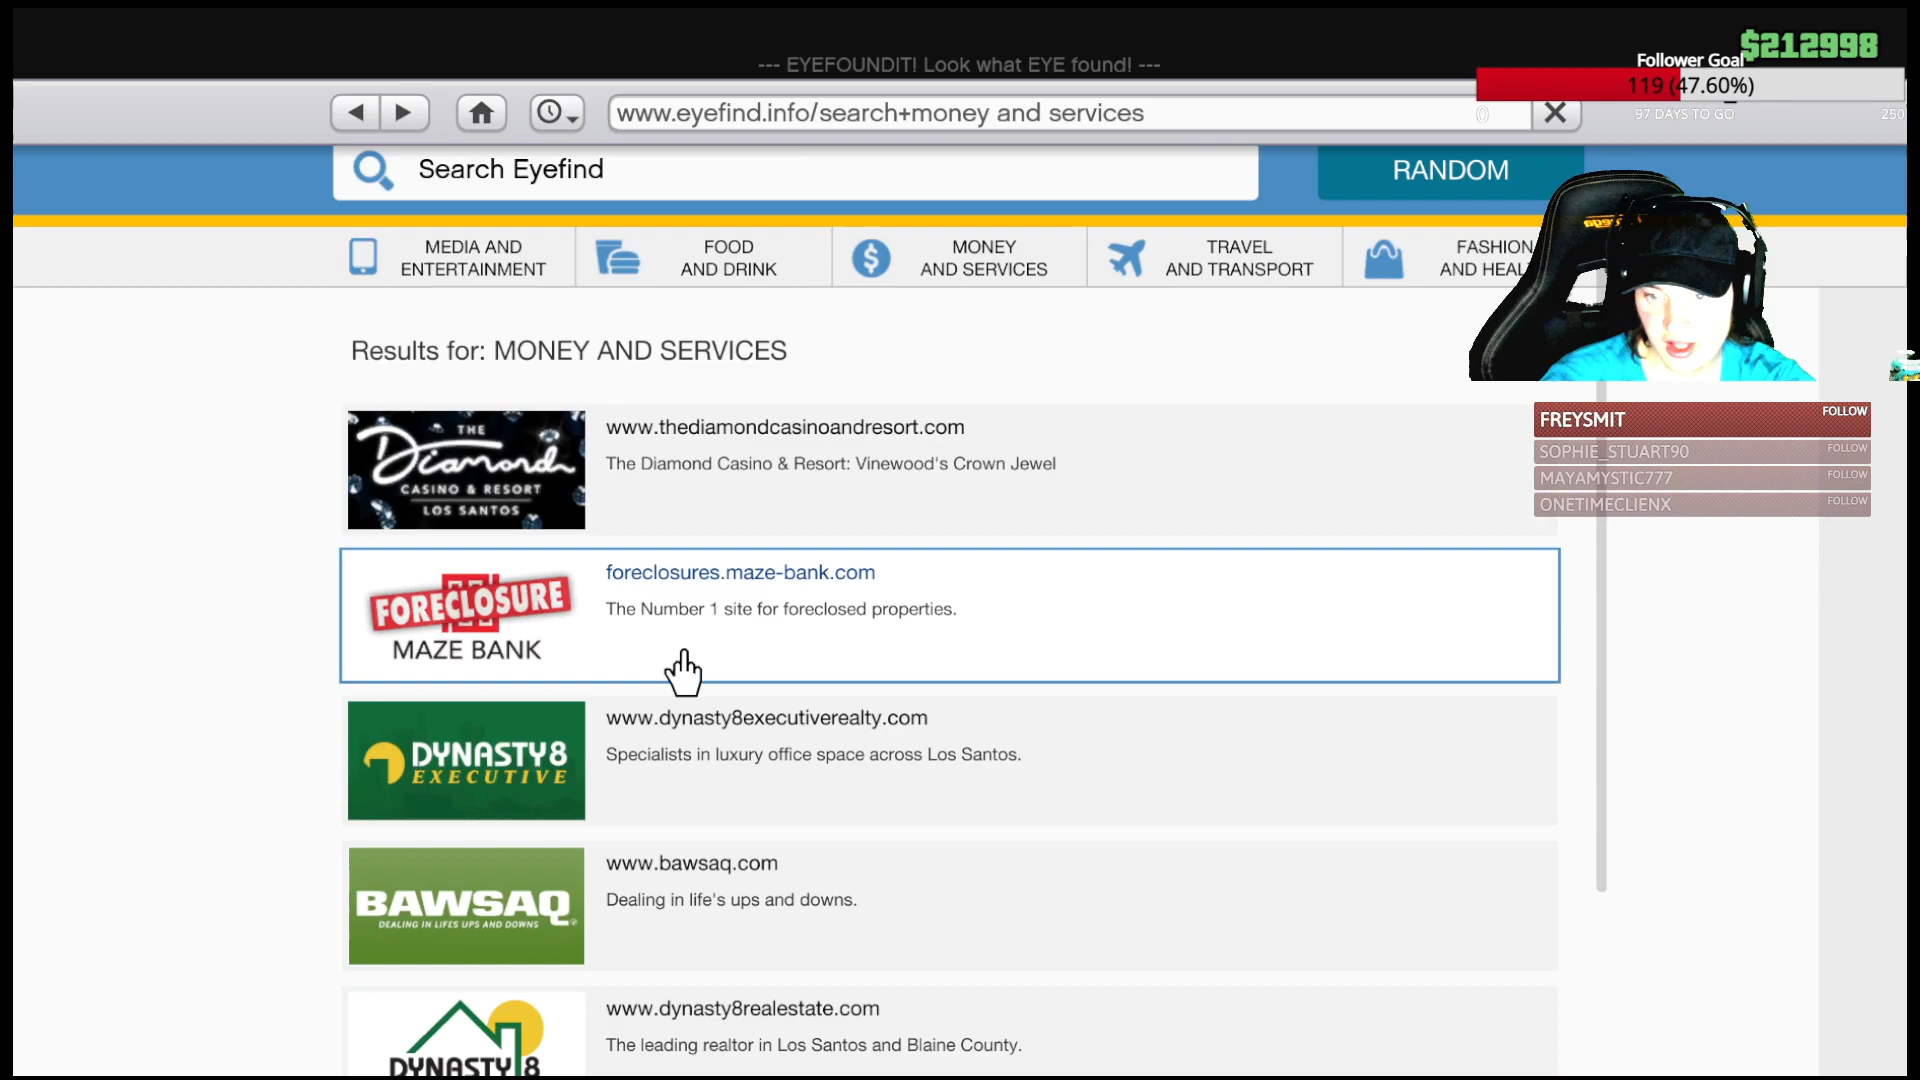 --- EYEFOUNDIT! Look what EYE found! ---
$212998
Follower Goal
119 (47.60%)
0
97 DAYS TO GO
250
www.eyefind.info/search+money and services
Search Eyefind
RANDOM
MEDIA AND
ENTERTAINMENT
FOOD
AND DRINK
MONEY
AND SERVICES
TRAVEL
AND TRANSPORT
FASHION
AND HEAL
Results for: MONEY AND SERVICES
THE
Diamond
CASINO & RESORT
LOS SANTOS
www.thediamondcasinoandresort.com
The Diamond Casino & Resort: Vinewood's Crown Jewel
FREYSMIT FOLLOW
SOPHIE_STUART90 FOLLOW
MAYAMYSTIC777 FOLLOW
ONETIMECLIENX FOLLOW
FORECLOSURE
MAZE BANK
foreclosures.maze-bank.com
The Number 1 site for foreclosed properties.
DYNASTY8
EXECUTIVE
www.dynasty8executiverealty.com
Specialists in luxury office space across Los Santos.
BAWSAQ
DEALING IN LIFES UPS AND DOWNS
www.bawsaq.com
Dealing in life's ups and downs.
DYNASTY 8
www.dynasty8realestate.com
The leading realtor in Los Santos and Blaine County.